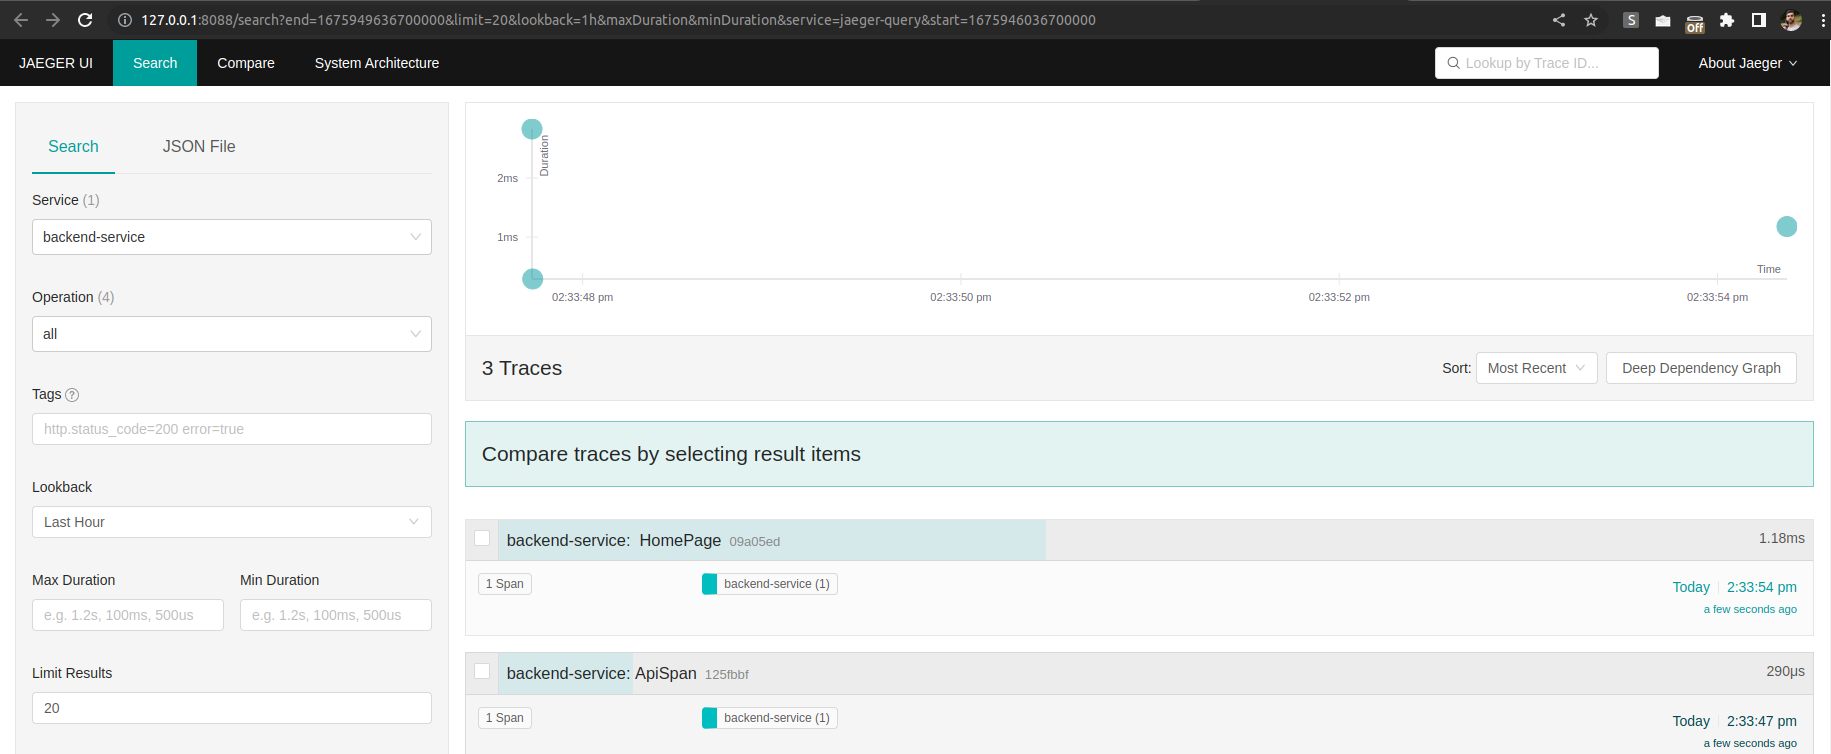 127.0.0.1:8088/search?end=1675949636700000&limit=20&lookback=1h&maxDuration&minDuration&service=jaeger-query&start=1675946036700000
S
Off
JAEGER UI
Search
Compare
System Architecture
Lookup by Trace ID...
About Jaeger
Search
JSON File
Service (1)
backend-service
Operation (4)
all
Tags ?
http.status_code=200 error=true
Lookback
Last Hour
Max Duration
Min Duration
e.g. 1.2s, 100ms, 500us
e.g. 1.2s, 100ms, 500us
Limit Results
20
Duration
2ms
1ms
Time
02:33:48 pm
02:33:50 pm
02:33:52 pm
02:33:54 pm
3 Traces
Sort:
Most Recent
Deep Dependency Graph
Compare traces by selecting result items
backend-service: HomePage 09a05ed
1.18ms
1 Span
backend-service (1)
Today
2:33:54 pm
a few seconds ago
backend-service: ApiSpan 125fbbf
290μs
1 Span
backend-service (1)
Today
2:33:47 pm
a few seconds ago